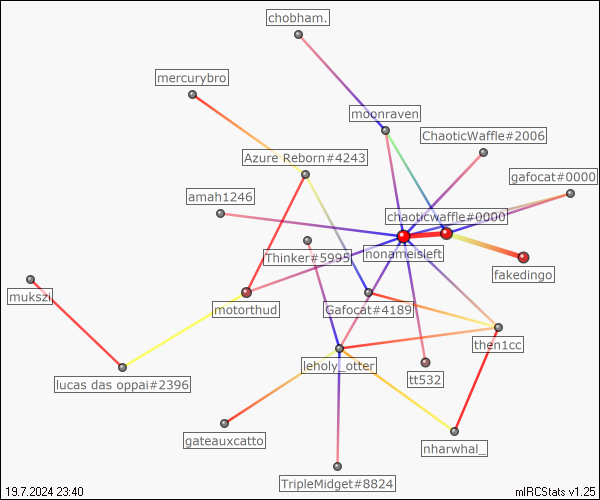 chobham.
mercurybro
moonraven
ChaoticWaffle#2006
Azure Reborn#4243
gafocat#0000
amah1246
chaoticwaffle#0000
Thinker#5995
nonameisleft
fakedingo
mukszi
motorthud
Gafocat#4189
then1cc
leholy_otter
lucas das oppai#2396
tt532
gateauxcatto
nharwhal_
TripleMidget#8824
19.7.2024 23:40
mIRCStats v1.25